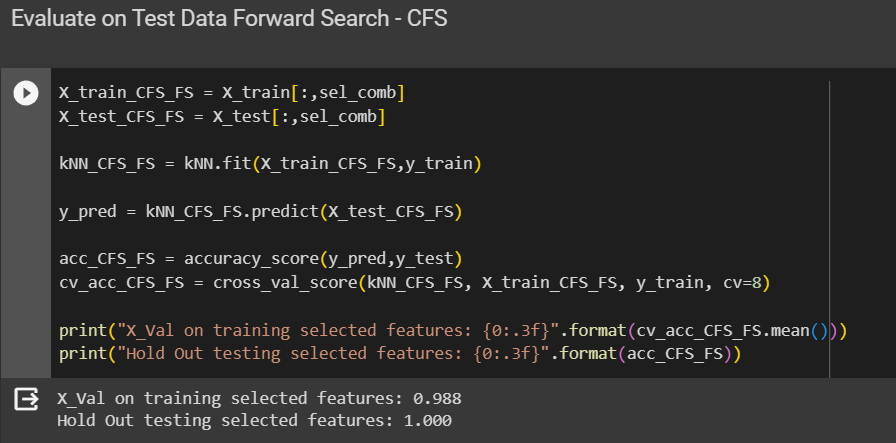 Evaluate on Test Data Forward Search - CFS
X_train_CFS_FS = X_train[:,sel_comb]
X_test_CFS_FS = X_test[:,sel_comb]
kNN_CFS_FS = kNN.fit(X_train_CFS_FS,y_train)
y_pred = kNN_CFS_FS.predict(X_test_CFS_FS)
acc_CFS_FS = accuracy_score(y_pred,y_test)
cv_acc_CFS_FS = cross_val_score(kNN_CFS_FS, X_train_CFS_FS, y_train, cv=8)
print("X_Val on training selected features: {0:.3f}".format(cv_acc_CFS_FS.mean()))
print("Hold Out testing selected features: {0:.3f}".format(acc_CFS_FS))
X_Val on training selected features: 0.988
Hold Out testing selected features: 1.000